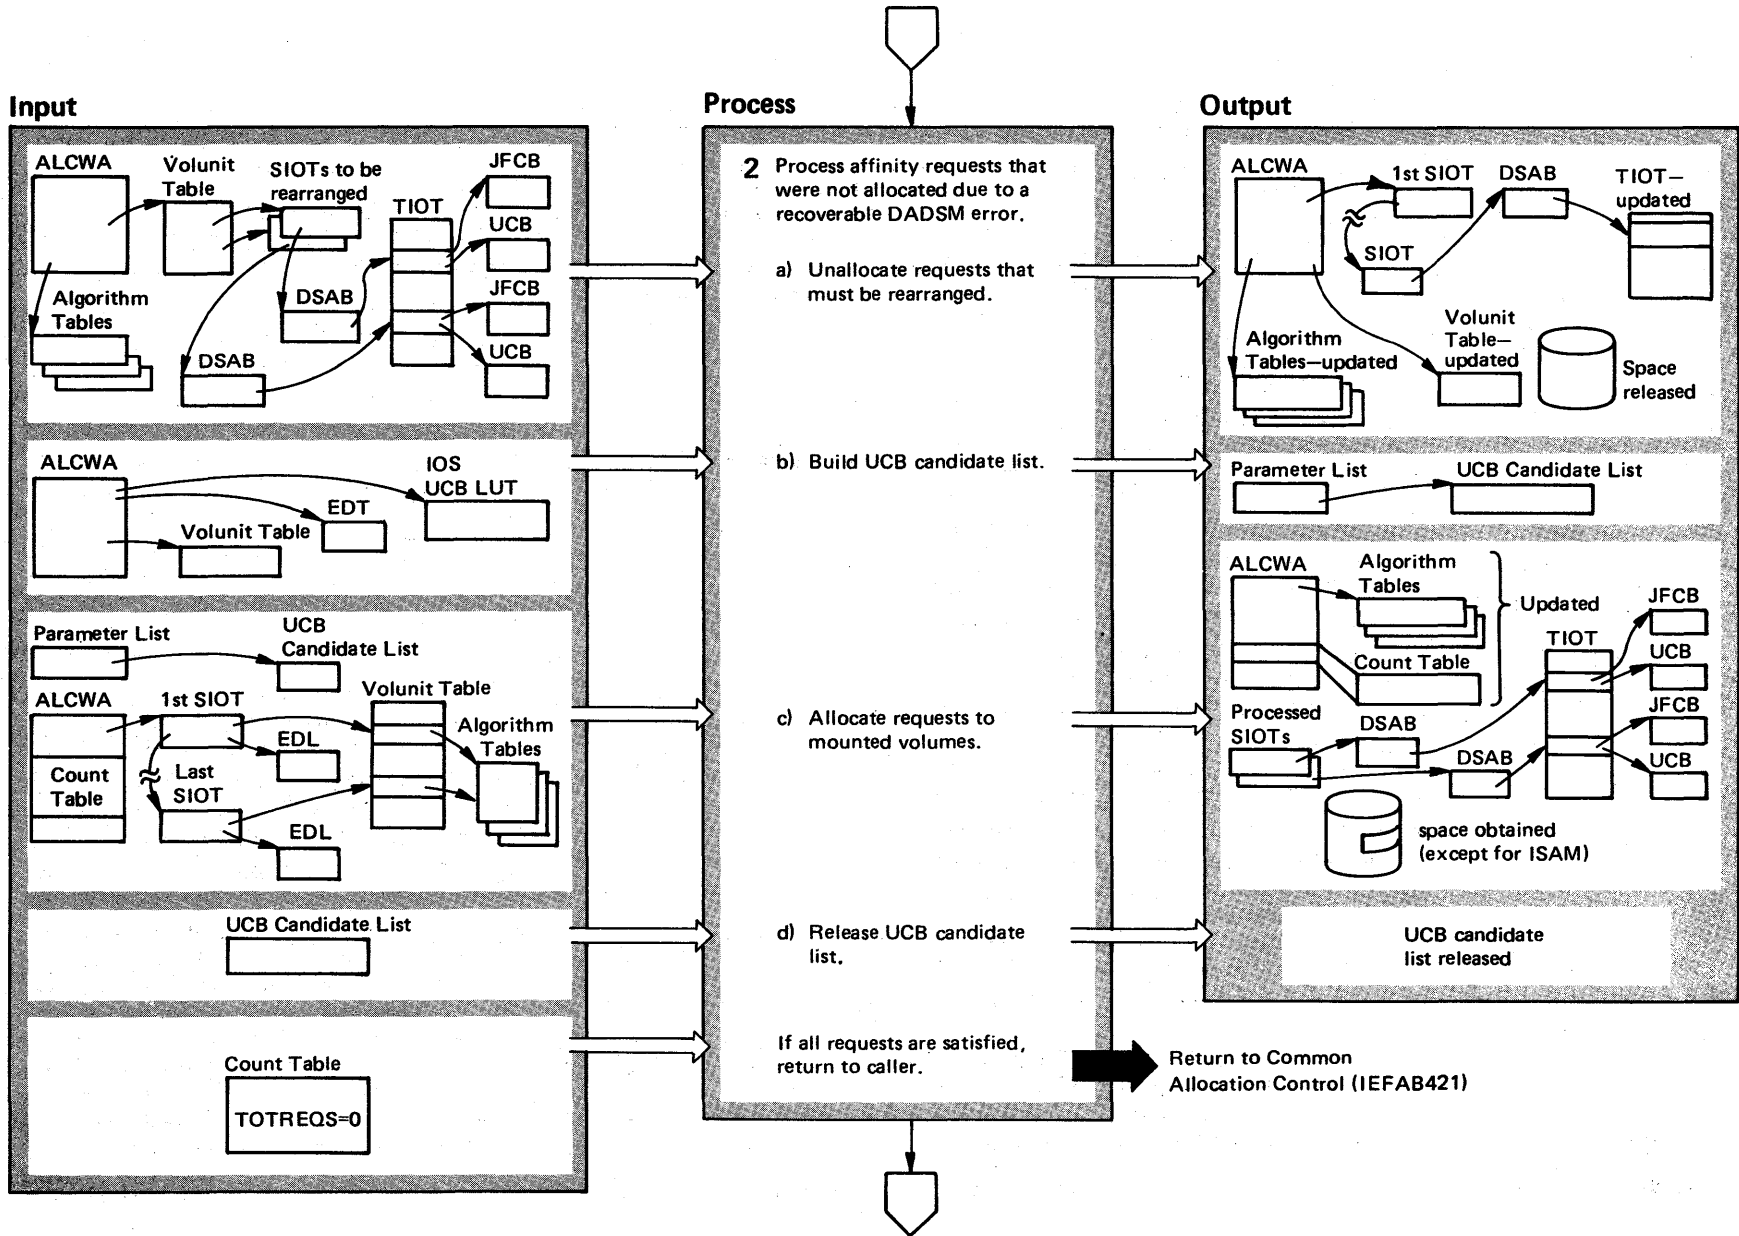 Input
ALCWA
Volunit
Table
SIOTs to be
rearranged
TIOT
JFCB
UCB
JFCB
UCB
DSAB
DSAB
Algorithm
Tables
ALCWA
IOS
UCB LUT
EDT
Volunit Table
Parameter List
UCB
Candidate List
ALCWA
1st SIOT
Volunit Table
EDL
Algorithm
Tables
Count
Table
Last
SIOT
EDL
UCB Candidate List
Count Table
TOTREQS=0
Process
2 Process affinity requests that
were not allocated due to a
recoverable DADSM error.
a) Unallocate requests that
must be rearranged.
b) Build UCB candidate list.
c) Allocate requests to
mounted volumes.
d) Release UCB candidate
list.
If all requests are satisfied,
return to caller.
Output
ALCWA
1st SIOT
DSAB
TIOT—
updated
SIOT
Algorithm
Tables—updated
Volunit
Table—
updated
Space
released
Parameter List
UCB Candidate List
ALCWA
Algorithm
Tables
Updated
Count Table
TIOT
JFCB
UCB
JFCB
UCB
Processed
SIOTs
DSAB
DSAB
space obtained
(except for ISAM)
UCB candidate
list released
Return to Common
Allocation Control (IEFAB421)